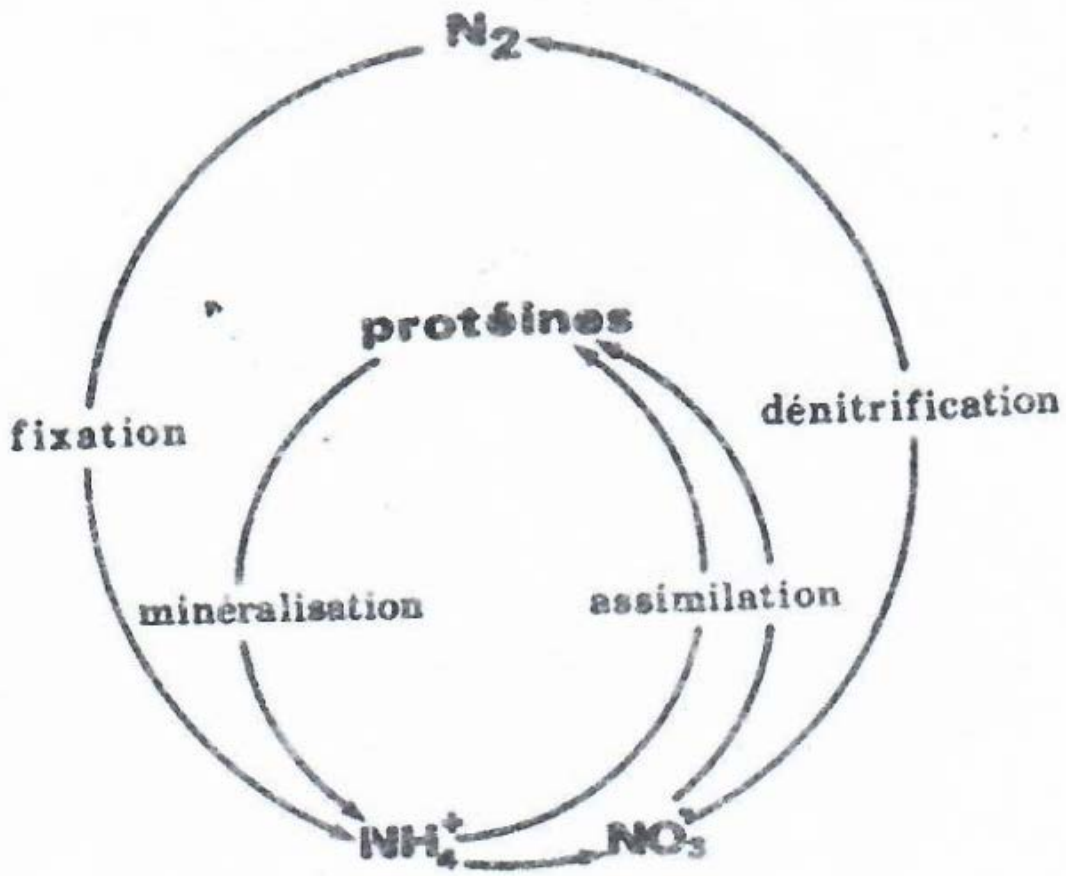 N₂
protéines
fixation
dénitrification
minéralisation
assimilation
NH₄⁺
NO₃⁻